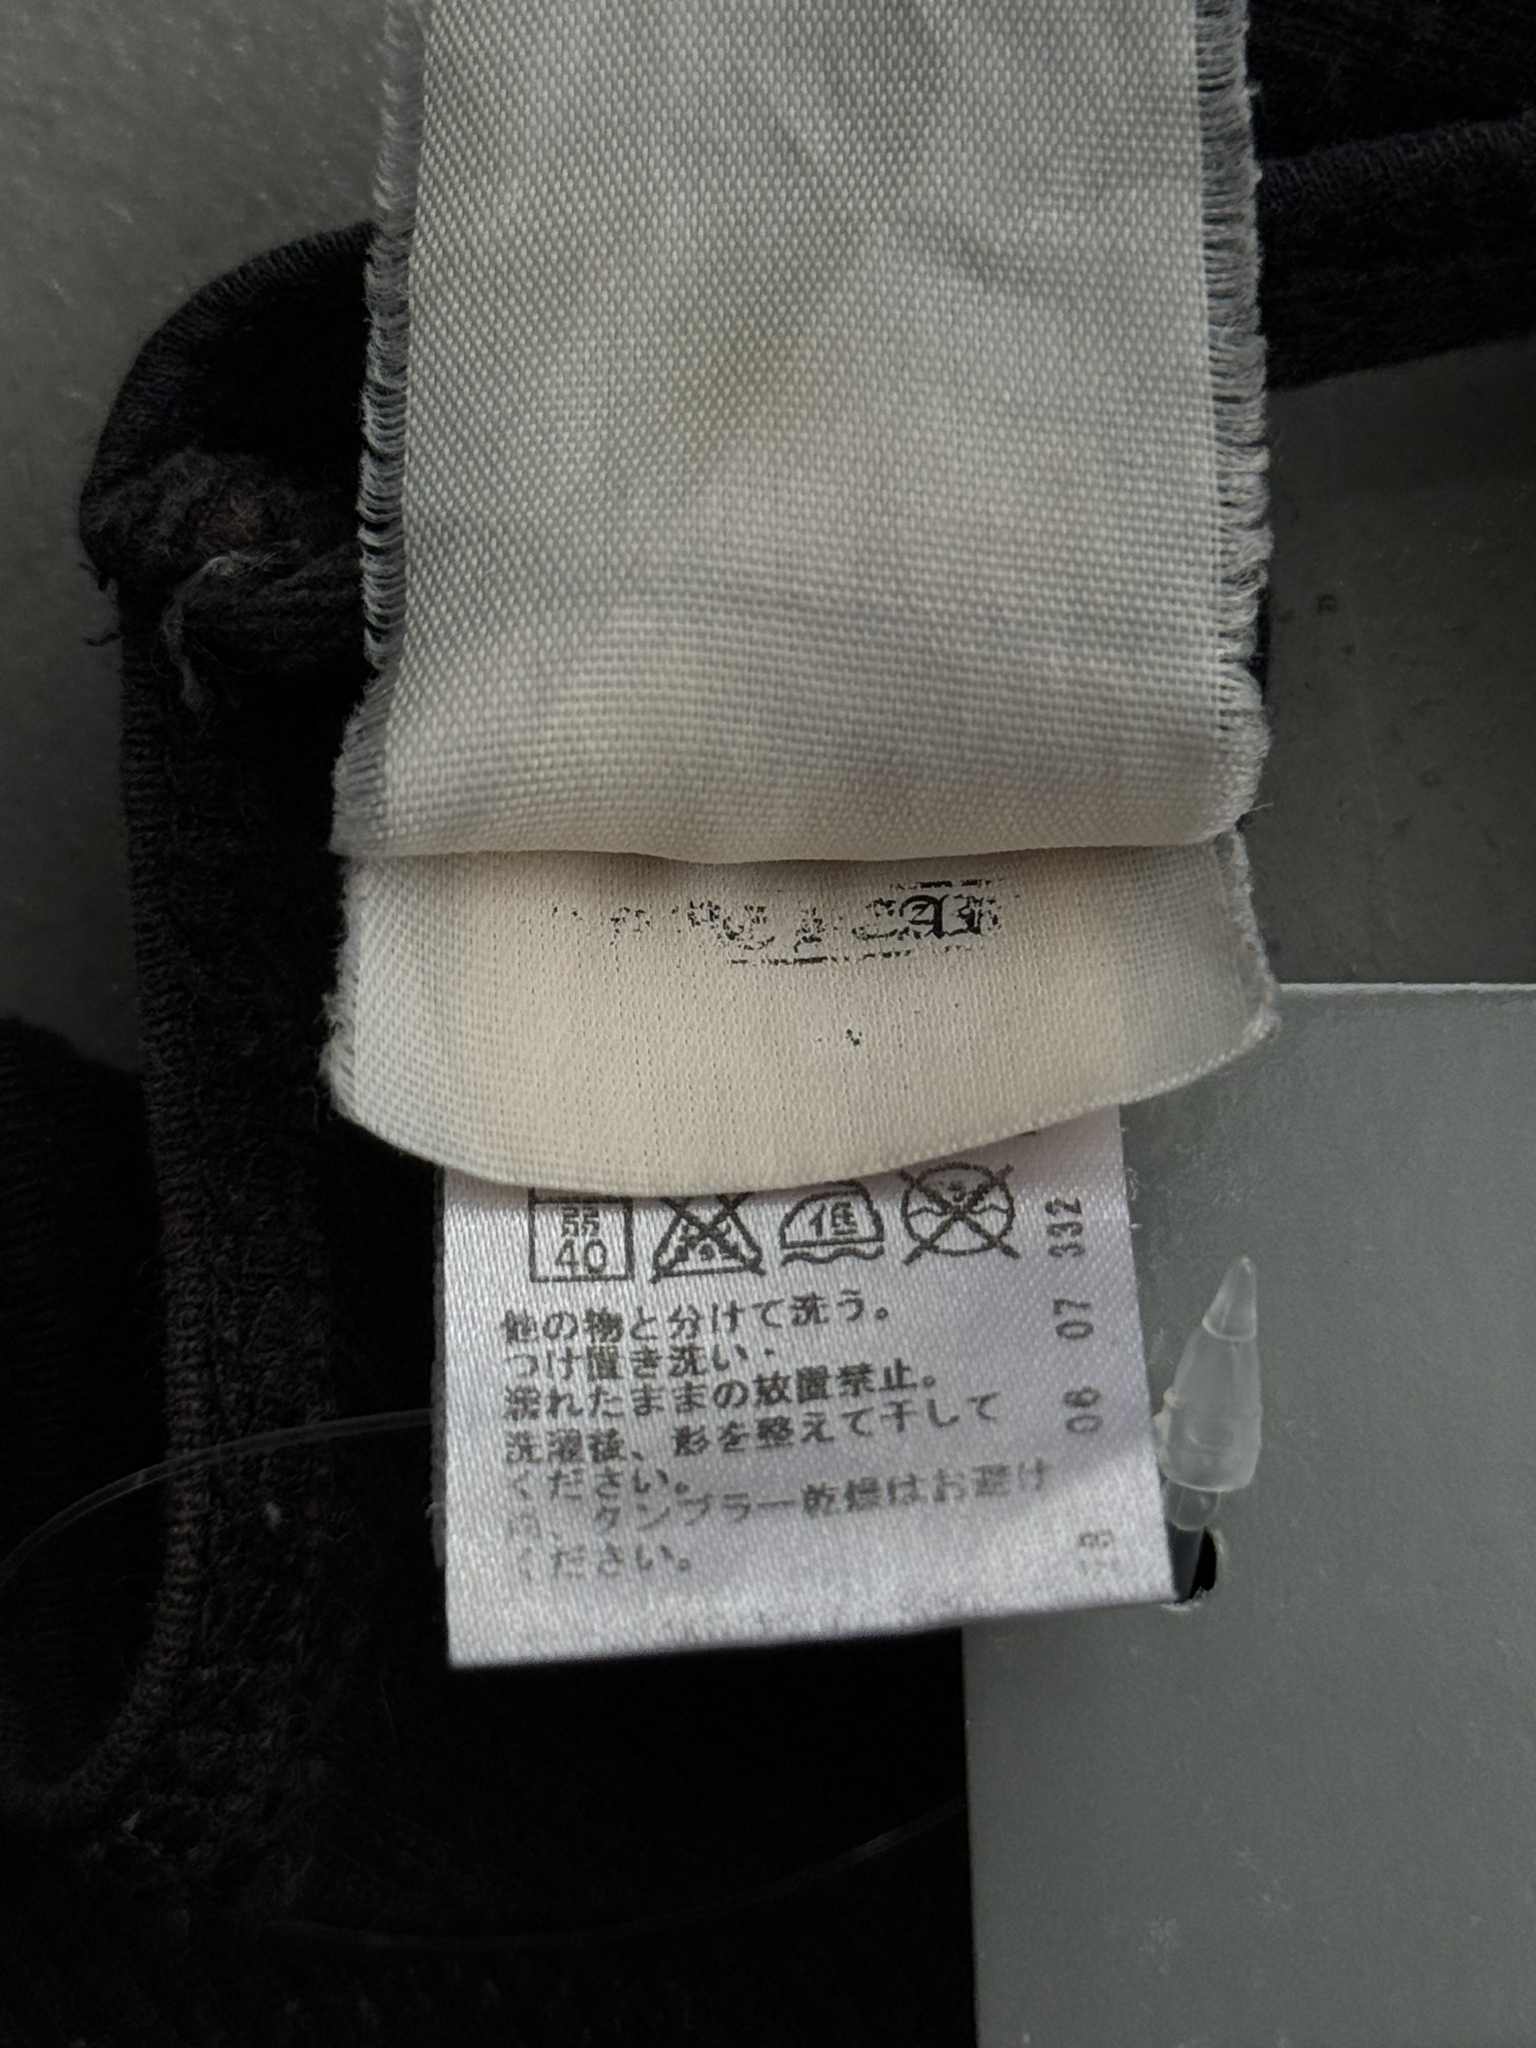 弱
40
低
他の物と分けて洗う。
つけ置き洗い・
濡れたままの放置禁止。
洗濯後、形を整えて干して
ください。
尚、タンブラー乾燥はお避け
ください。
06 07 332